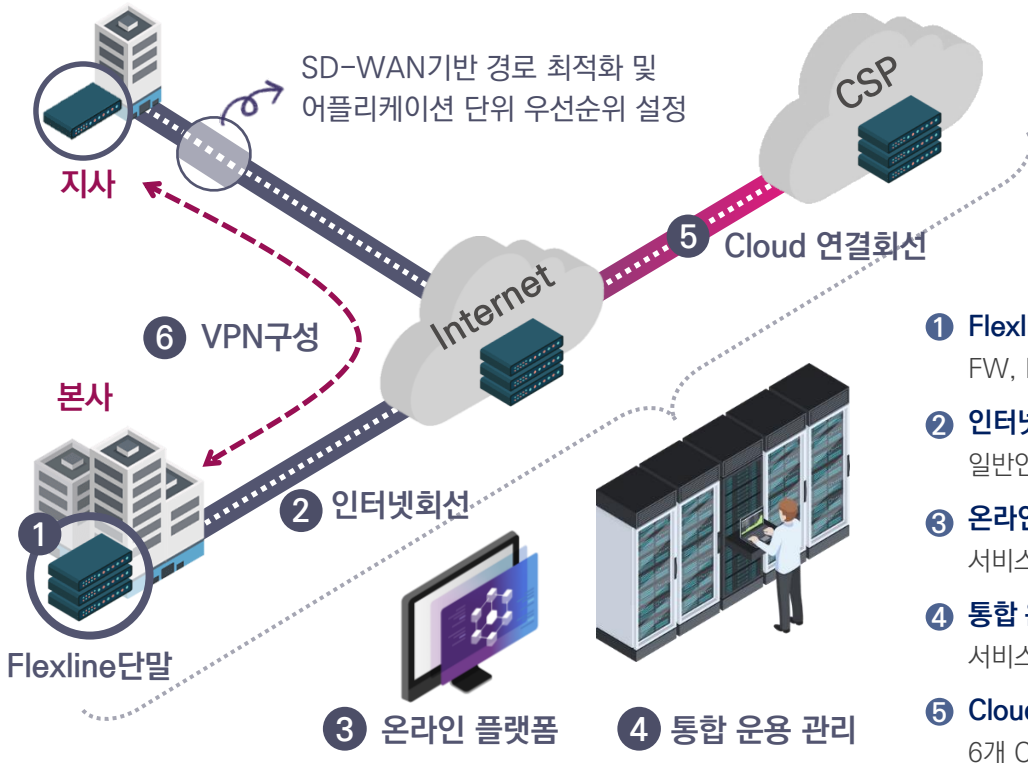 SD-WAN기반 경로 최적화 및
어플리케이션 단위 우선순위 설정
CSP
지사
5 Cloud 연결회선
Internet
6 VPN구성
본사
2 인터넷회선
1
Flexline단말
3 온라인 플랫폼
4 통합 운용 관리
1 Flexl
FW,
2 인터넷
일반인
3 온라인
서비스
4 통합
서비스
5 Cloud
6개